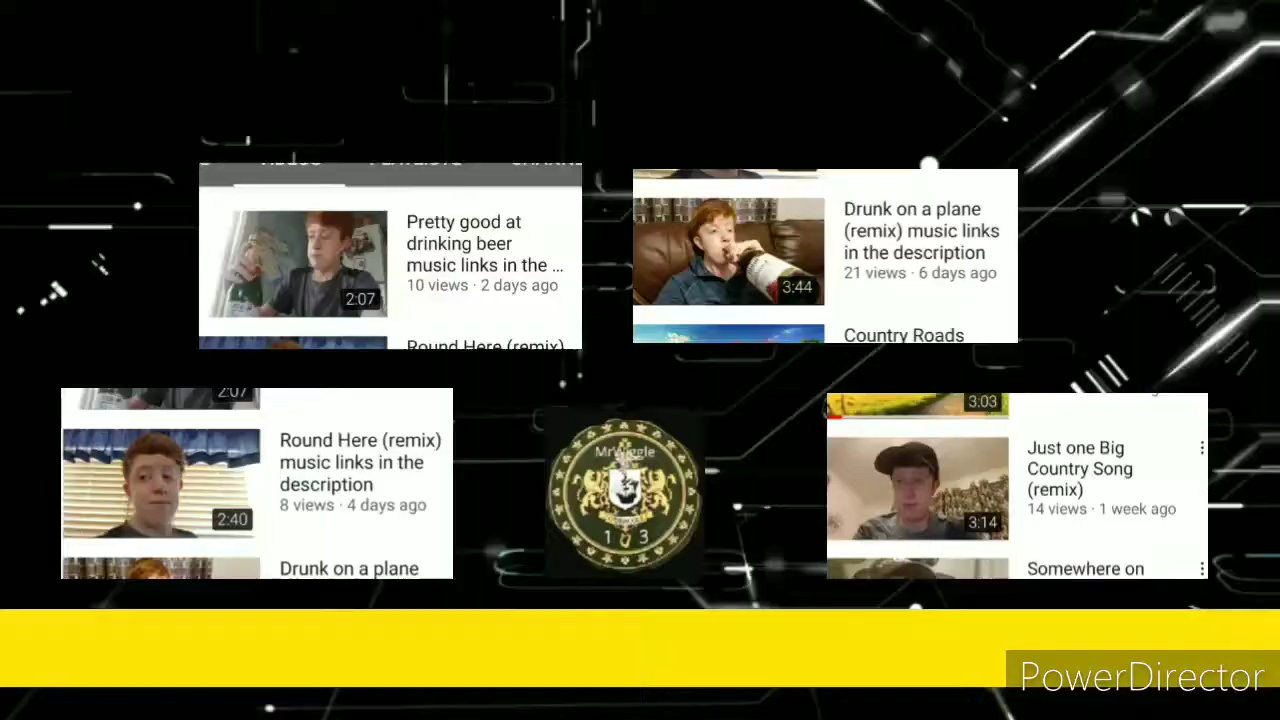 Pretty good at
drinking beer
music links in the ...
10 views · 2 days ago
2:07
Round Here (remix)
Drunk on a plane
(remix) music links
in the description
21 views · 6 days ago
3:44
Country Roads
2:07
Round Here (remix)
music links in the
description
8 views · 4 days ago
2:40
Drunk on a plane
1 3
3:03
Just one Big
Country Song
(remix)
14 views · 1 week ago
3:14
Somewhere on
PowerDirector